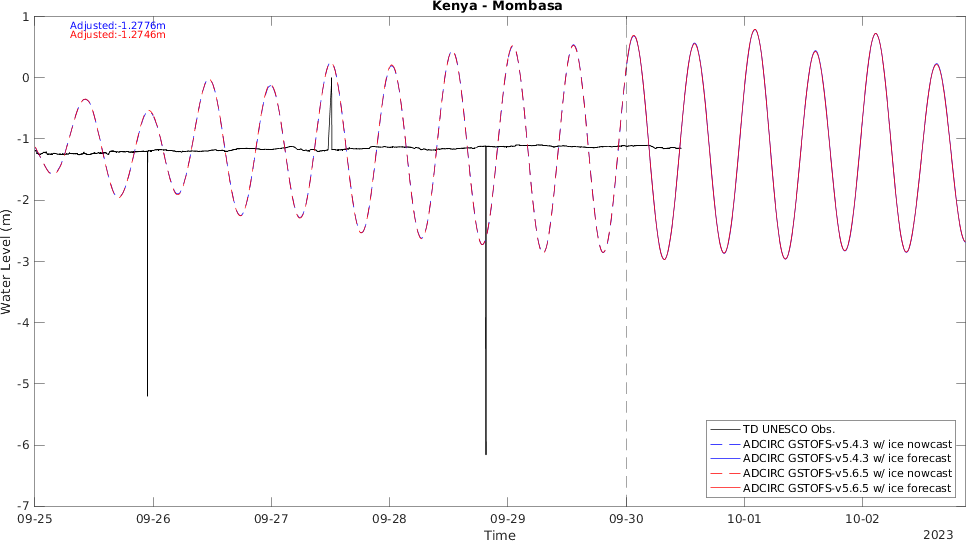 Kenya - Mombasa
Adjusted:-1.2776m
Adjusted:-1.2746m
1
0
-1
-2
-3
-4
-5
-6
-7
Water Level (m)
09-25 09-26 09-27 09-28 09-29 09-30 10-01 10-02
Time
2023
TD UNESCO Obs.
ADCIRC GSTOFS-v5.4.3 w/ ice nowcast
ADCIRC GSTOFS-v5.4.3 w/ ice forecast
ADCIRC GSTOFS-v5.6.5 w/ ice nowcast
ADCIRC GSTOFS-v5.6.5 w/ ice forecast